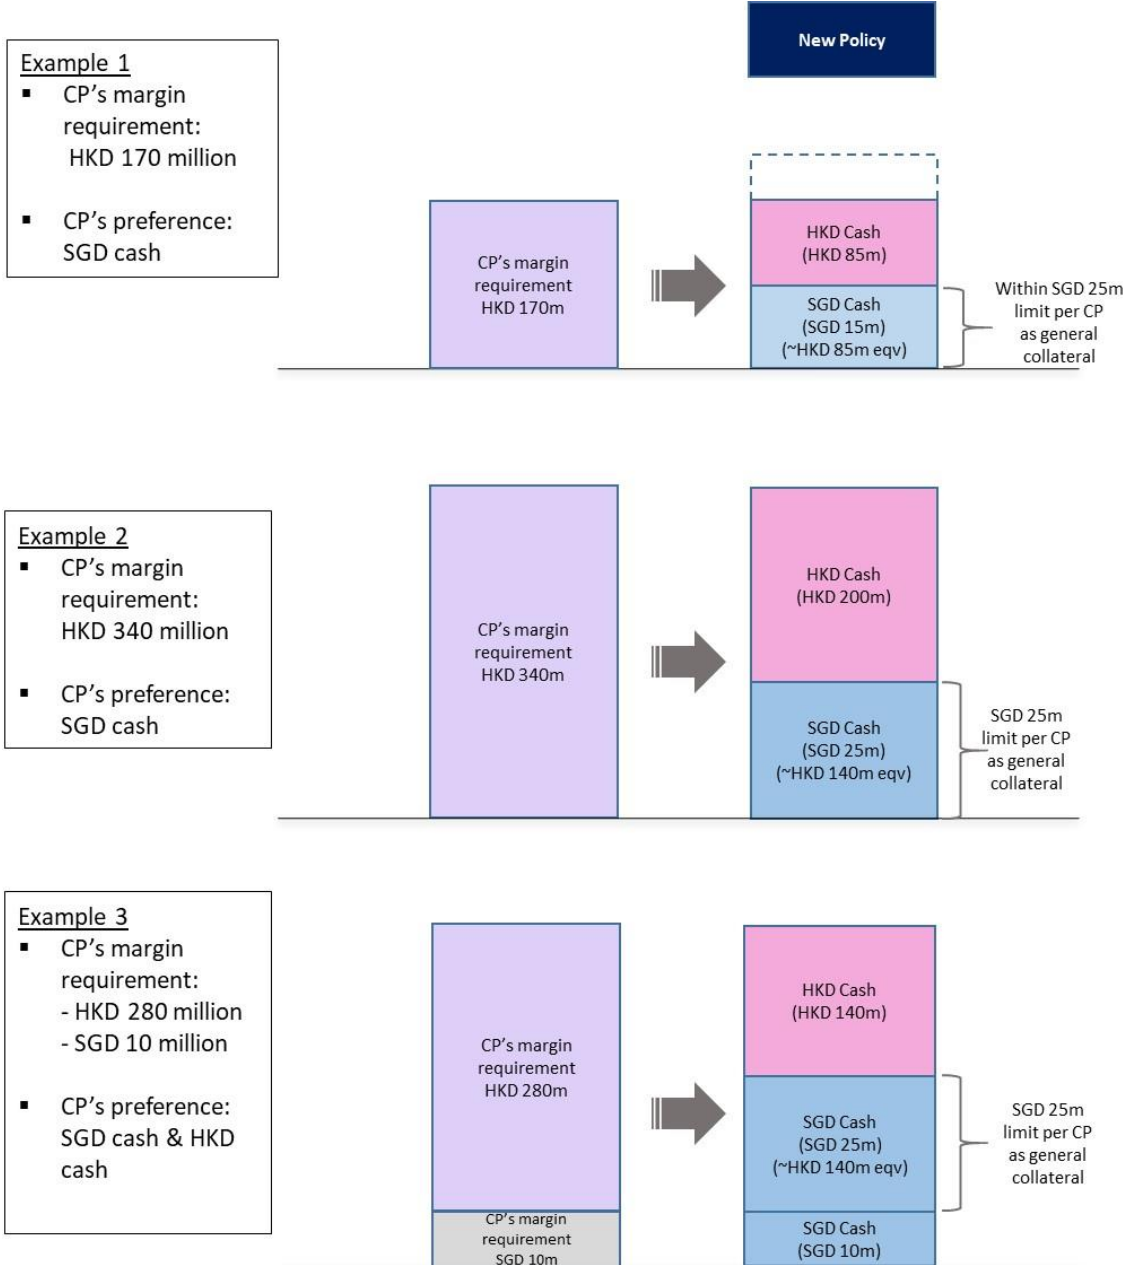 New Policy
Example 1
▪ CP's margin
requirement:
HKD 170 million
▪ CP's preference:
SGD cash
CP's margin
requirement
HKD 170m
HKD Cash
(HKD 85m)
SGD Cash
(SGD 15m)
(~HKD 85m eqv)
Within SGD 25m
limit per CP
as general
collateral
Example 2
▪ CP's margin
requirement:
HKD 340 million
▪ CP's preference:
SGD cash
CP's margin
requirement
HKD 340m
HKD Cash
(HKD 200m)
SGD Cash
(SGD 25m)
(~HKD 140m eqv)
SGD 25m
limit per CP
as general
collateral
Example 3
▪ CP's margin
requirement:
- HKD 280 million
- SGD 10 million
▪ CP's preference:
SGD cash & HKD
cash
CP's margin
requirement
HKD 280m
CP's margin
requirement
SGD 10m
HKD Cash
(HKD 140m)
SGD Cash
(SGD 25m)
(~HKD 140m eqv)
SGD Cash
(SGD 10m)
SGD 25m
limit per CP
as general
collateral